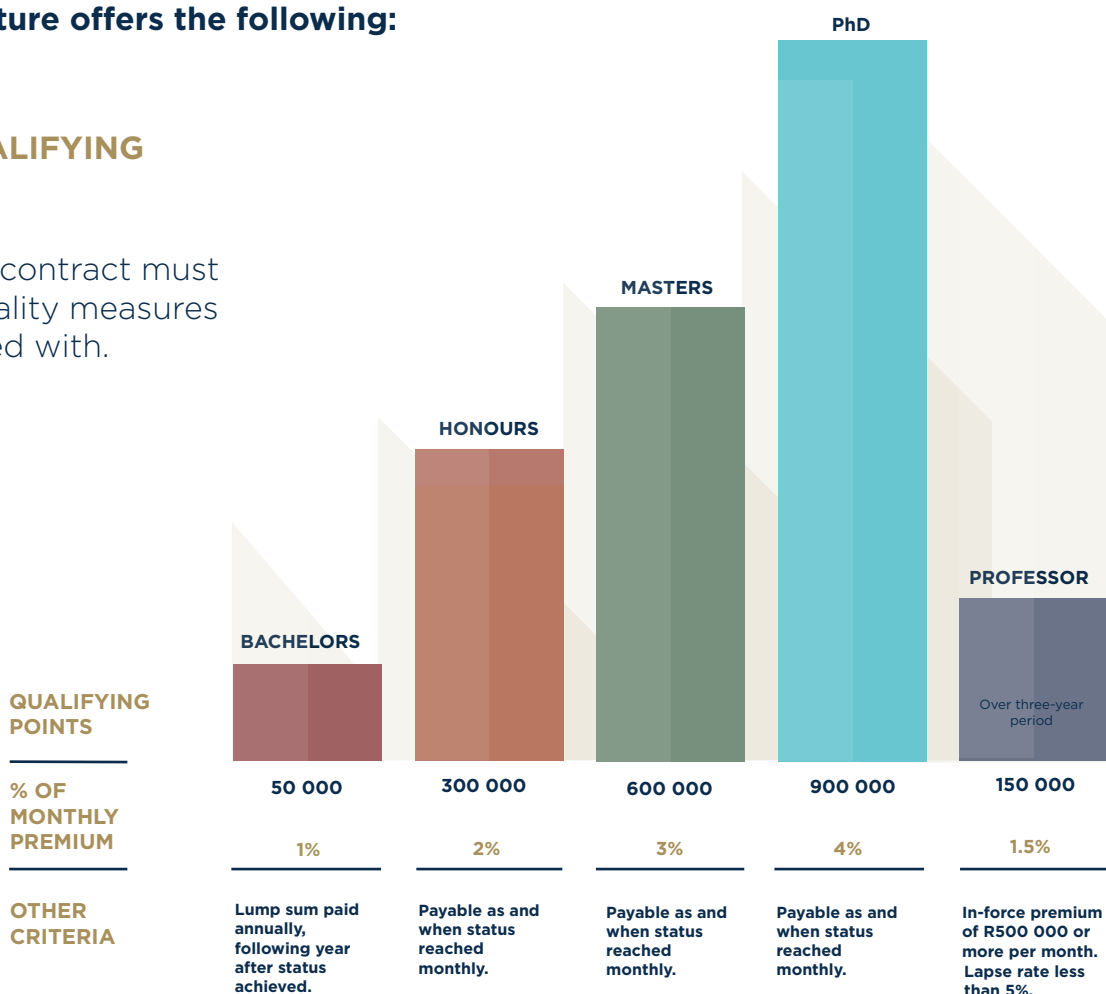 ture offers the following:
ALIFYING
contract must
ality measures
ed with.
PhD
MASTERS
HONOURS
PROFESSOR
BACHELORS
Over three-year
period
QUALIFYING
POINTS
50 000
300 000
600 000
900 000
150 000
% OF
MONTHLY
PREMIUM
1%
2%
3%
4%
1.5%
OTHER
CRITERIA
Lump sum paid
annually,
following year
after status
achieved.
Payable as and
when status
reached
monthly.
Payable as and
when status
reached
monthly.
Payable as and
when status
reached
monthly.
In-force premium
of R500 000 or
more per month.
Lapse rate less
than 5%.